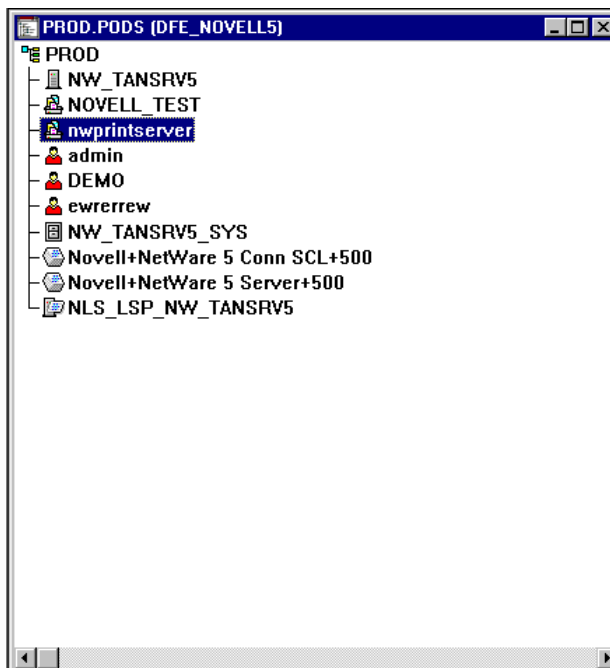 PROD.PODS (DFE_NOVELL5)
PROD
NW_TANSRV5
NOVELL_TEST
nwprintserver
admin
DEMO
ewrerrew
NW_TANSRV5_SYS
Novell+NetWare 5 Conn SCL+500
Novell+NetWare 5 Server+500
NLS_LSP_NW_TANSRV5